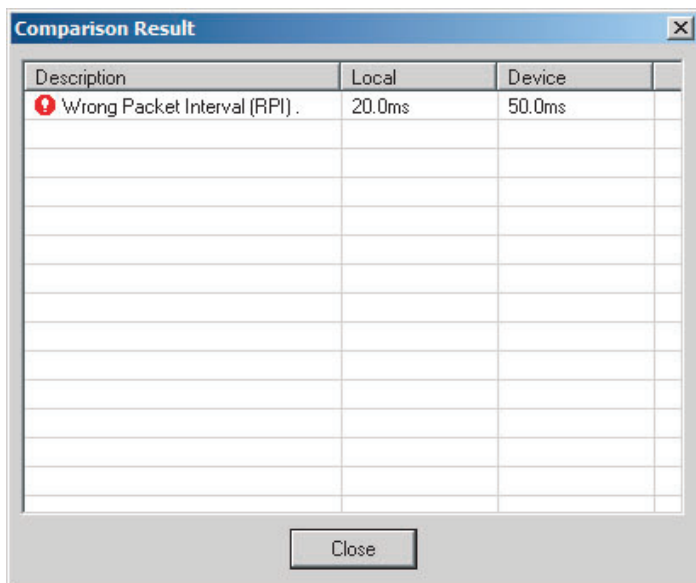 Comparison Result
Description Local Device
Wrong Packet Interval (RPI) . 20.0ms 50.0ms
Close